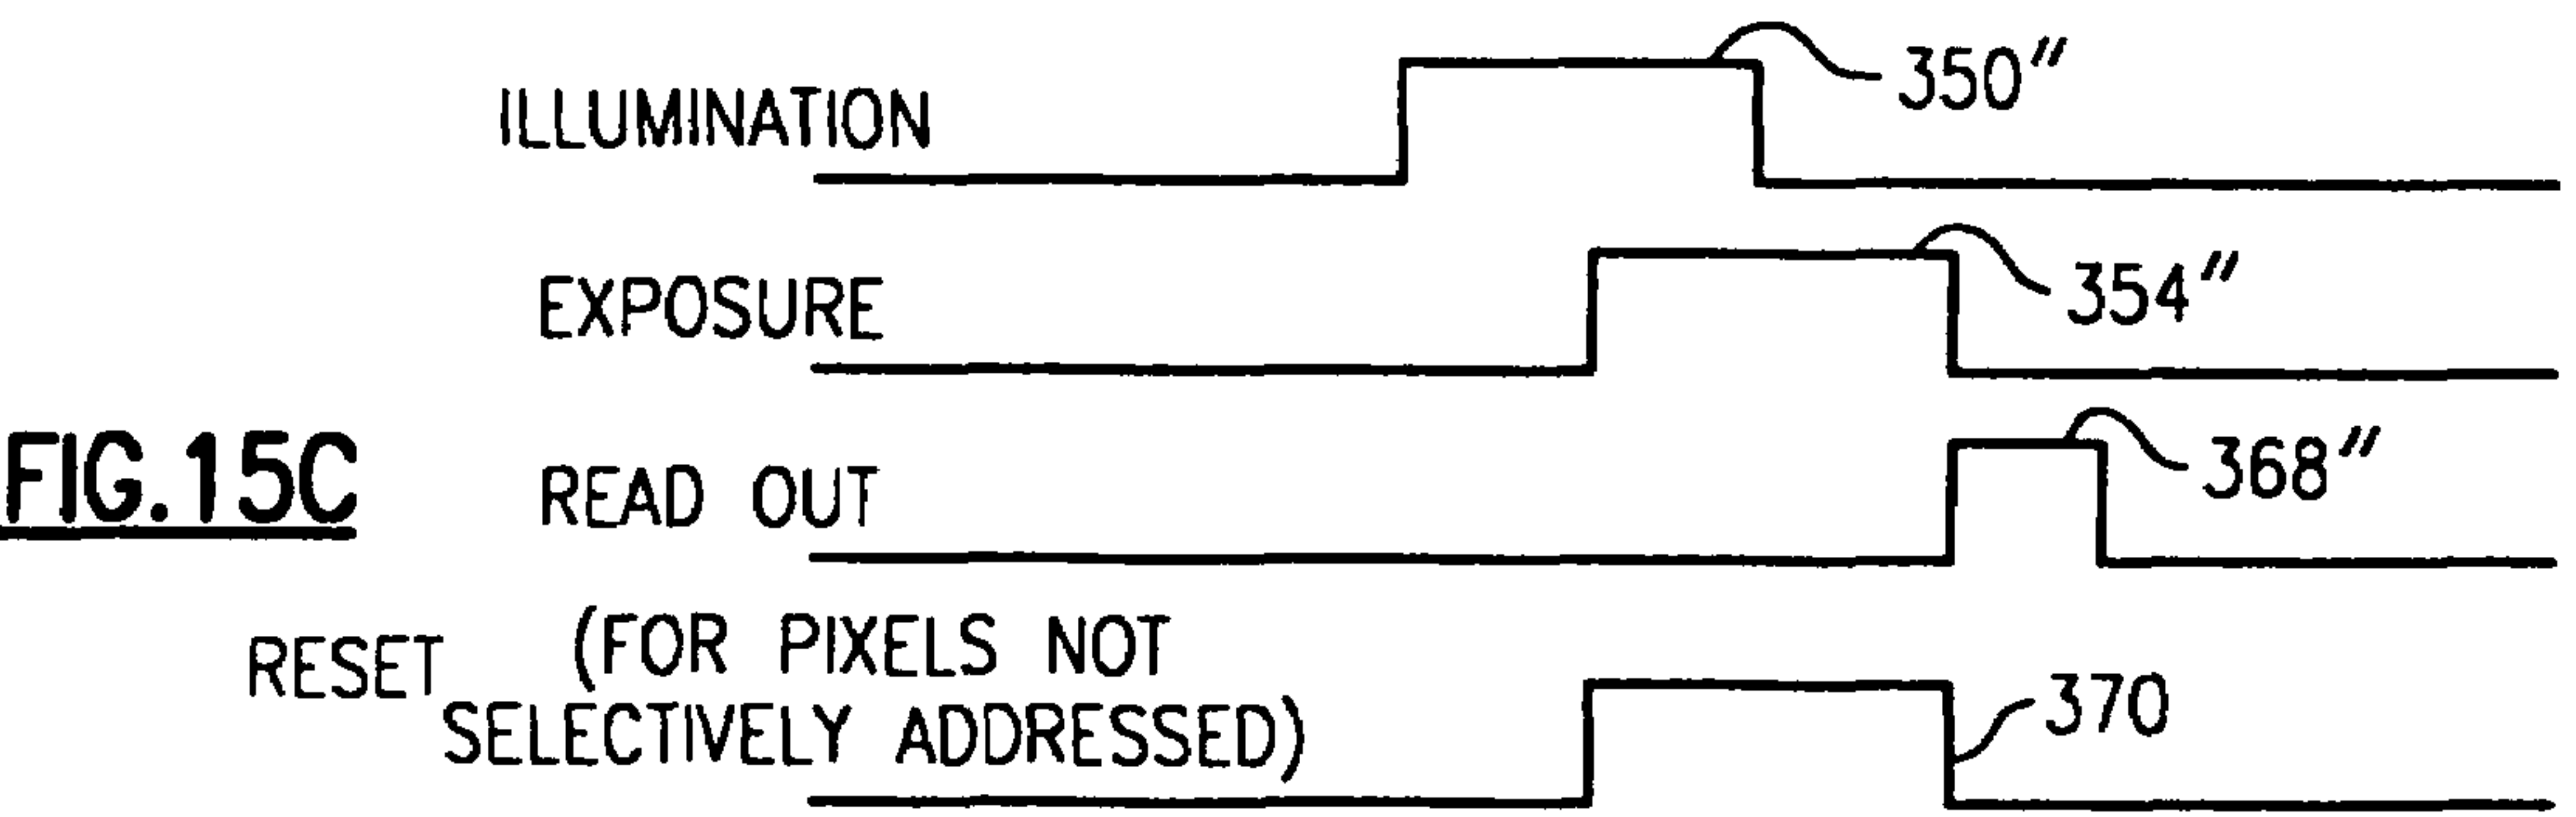 ILLUMINATION
350"
EXPOSURE
354"
FIG.15C
READ OUT
368"
RESET (FOR PIXELS NOT
SELECTIVELY ADDRESSED)
370